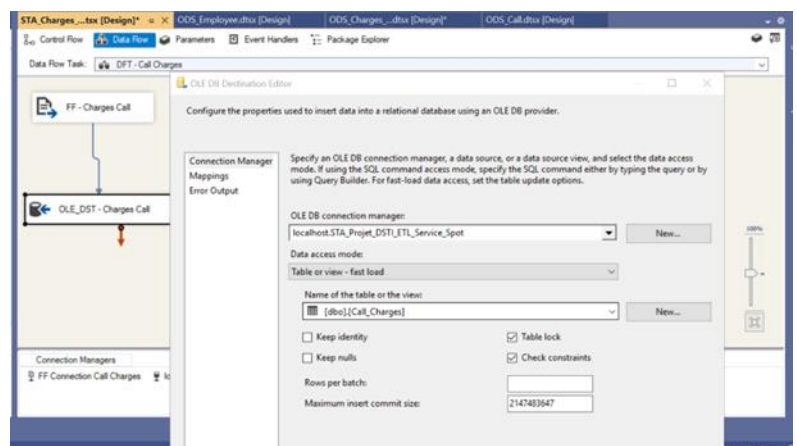 STA_Charges_...tsx [Design]*
ODS_Employee.dtsx [Design]
ODS_Charges_...dtsx [Design]*
ODS_Call.dtsx [Design]
Control Flow
Data Flow
Parameters
Event Handlers
Package Explorer
Data Flow Task:
DFT - Call Charges
OLE DB Destination Editor
FF - Charges Call
Configure the properties used to insert data into a relational database using an OLE DB provider.
Connection Manager
Mappings
Error Output
Specify an OLE DB connection manager, a data source, or a data source view, and select the data access
mode. If using the SQL command access mode, specify the SQL command either by typing the query or by
using Query Builder. For fast-load data access, set the table update options.
OLE_DST - Charges Call
OLE DB connection manager:
localhost.STA_Projet_DSTI_ETL_Service_Spot
New...
Data access mode:
Table or view - fast load
Name of the table or the view:
[dbo].[Call_Charges]
New...
Keep identity
Table lock
Keep nulls
Check constraints
Rows per batch:
Maximum insert commit size:
2147483647
100%
Connection Managers
FF Connection Call Charges